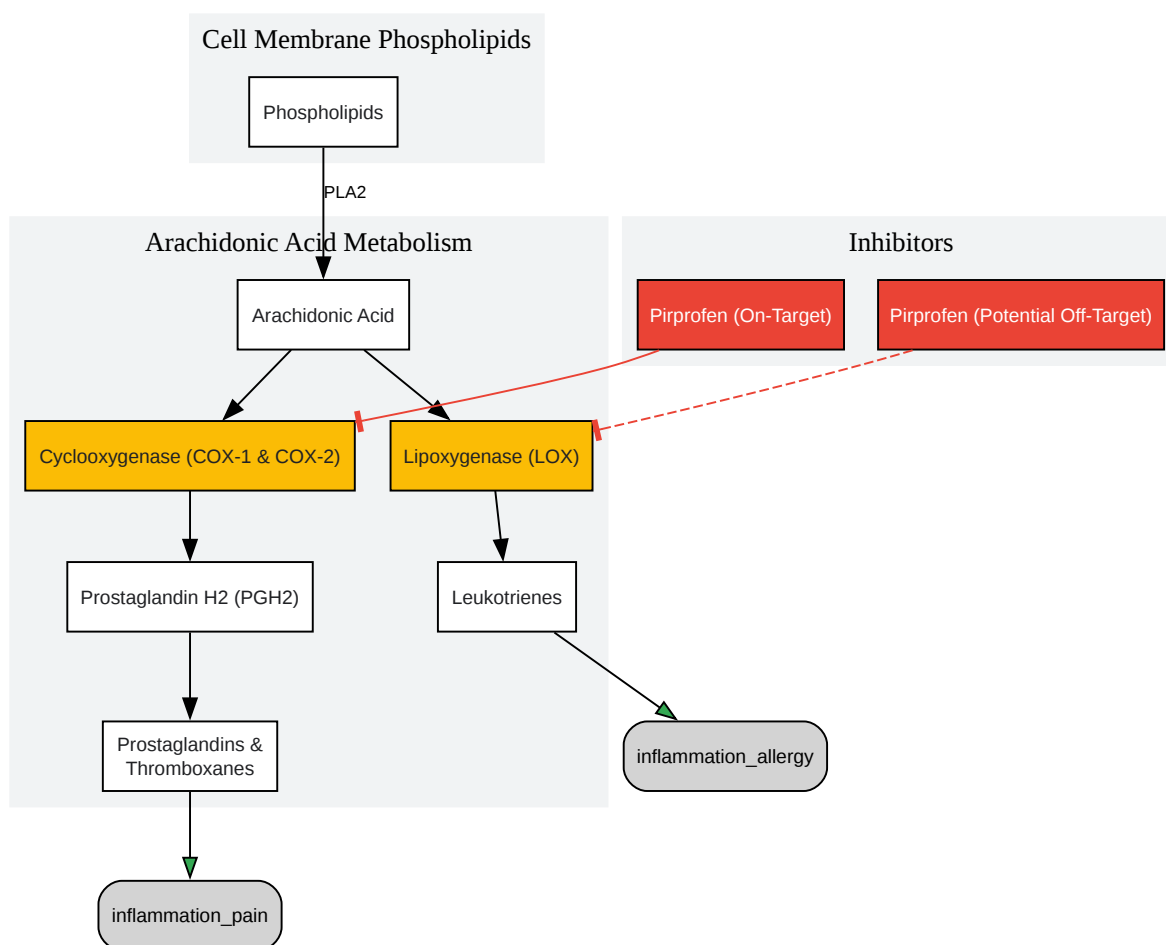 Cell Membrane Phospholipids
Phospholipids
PLA2
Arachidonic Acid Metabolism
Inhibitors
Arachidonic Acid
Pirprofen (On-Target)
Pirprofen (Potential Off-Target)
Cyclooxygenase (COX-1 & COX-2)
Lipoxygenase (LOX)
Prostaglandin H2 (PGH2)
Leukotrienes
Prostaglandins &
Thromboxanes
inflammation_allergy
inflammation_pain